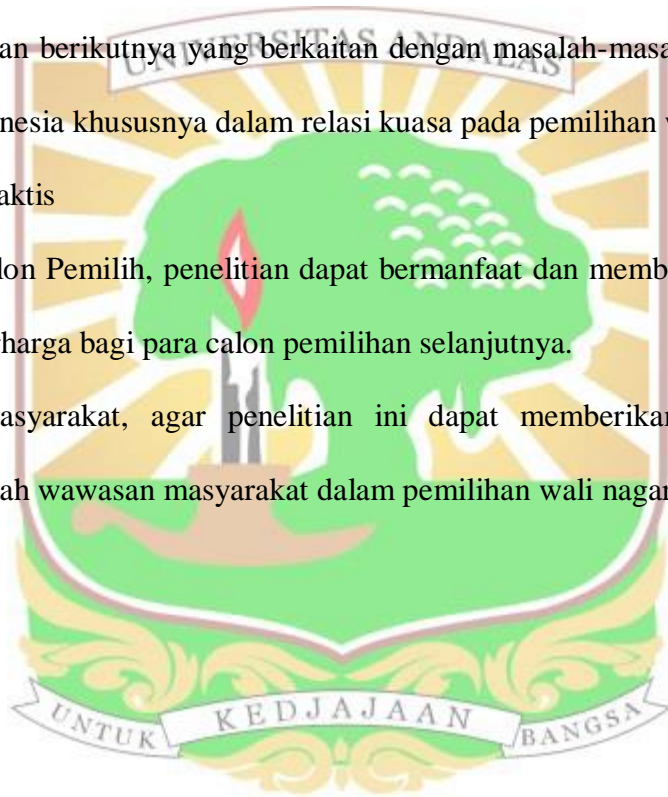 an berikutnya yang berkaitan dengan masalah-masa
UNIVERSITAS ANDALAS
nesia khususnya dalam relasi kuasa pada pemilihan w
aktis
lon Pemilih, penelitian dapat bermanfaat dan memb
harga bagi para calon pemilihan selanjutnya.
asyarakat, agar penelitian ini dapat memberikan
ah wawasan masyarakat dalam pemilihan wali nagar
UNTUK KEDJAJAAN BANGSA